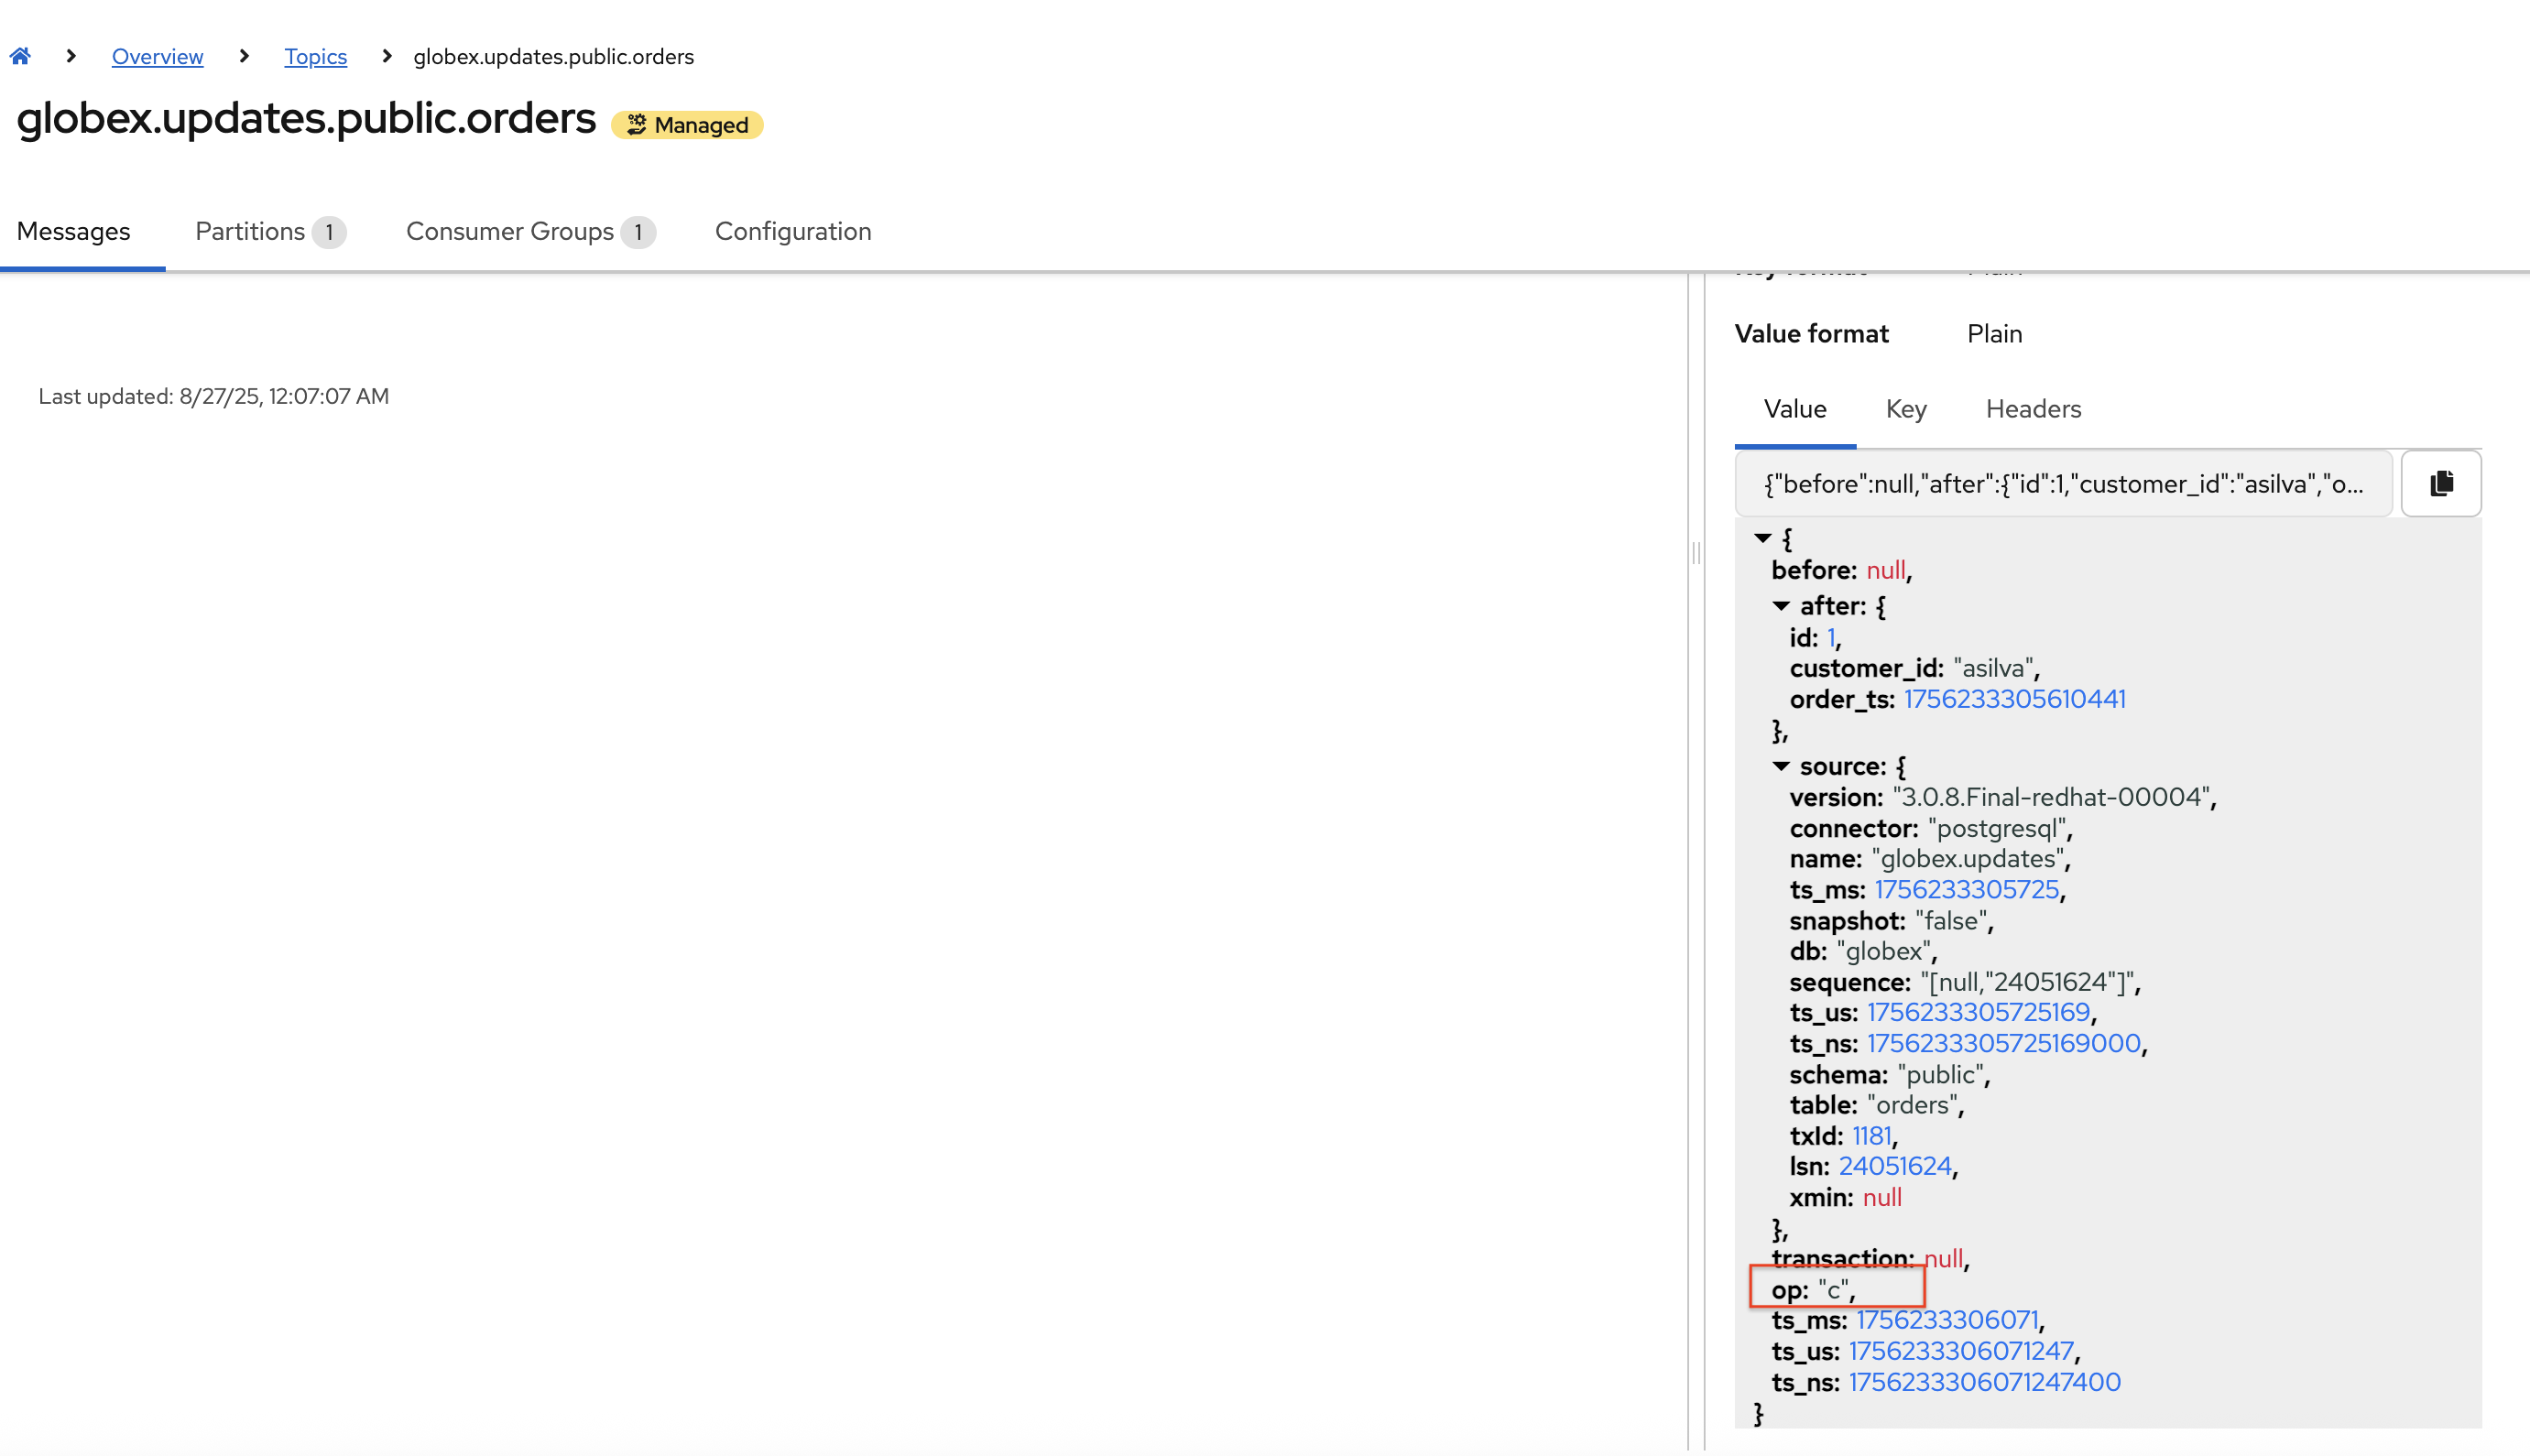 Overview
Topics
globex.updates.public.orders
globex.updates.public.orders
Managed
Messages
Partitions 1
Consumer Groups 1
Configuration
Last updated: 8/27/25, 12:07:07 AM
Value format Plain
Value Key Headers
{"before":null,"after":{"id":1,"customer_id":"asilva","o...
{
before: null,
after: {
id: 1,
customer_id: "asilva",
order_ts: 1756233305610441
},
source: {
version: "3.0.8.Final-redhat-00004",
connector: "postgresql",
name: "globex.updates",
ts_ms: 1756233305725,
snapshot: "false",
db: "globex",
sequence: "[null,"24051624"]",
ts_us: 1756233305725169,
ts_ns: 1756233305725169000,
schema: "public",
table: "orders",
txId: 1181,
lsn: 24051624,
xmin: null
},
transaction: null,
op: "c",
ts_ms: 1756233306071,
ts_us: 1756233306071247,
ts_ns: 1756233306071247400
}